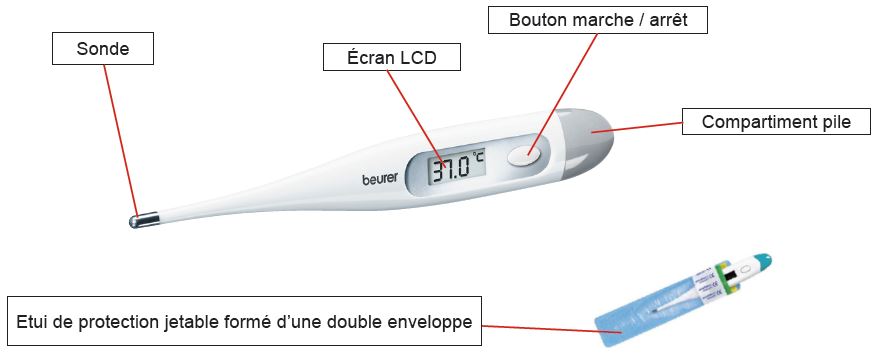 Bouton marche / arrêt
Sonde
Écran LCD
Compartiment pile
37.0 °C
beurer
Etui de protection jetable formé d'une double enveloppe